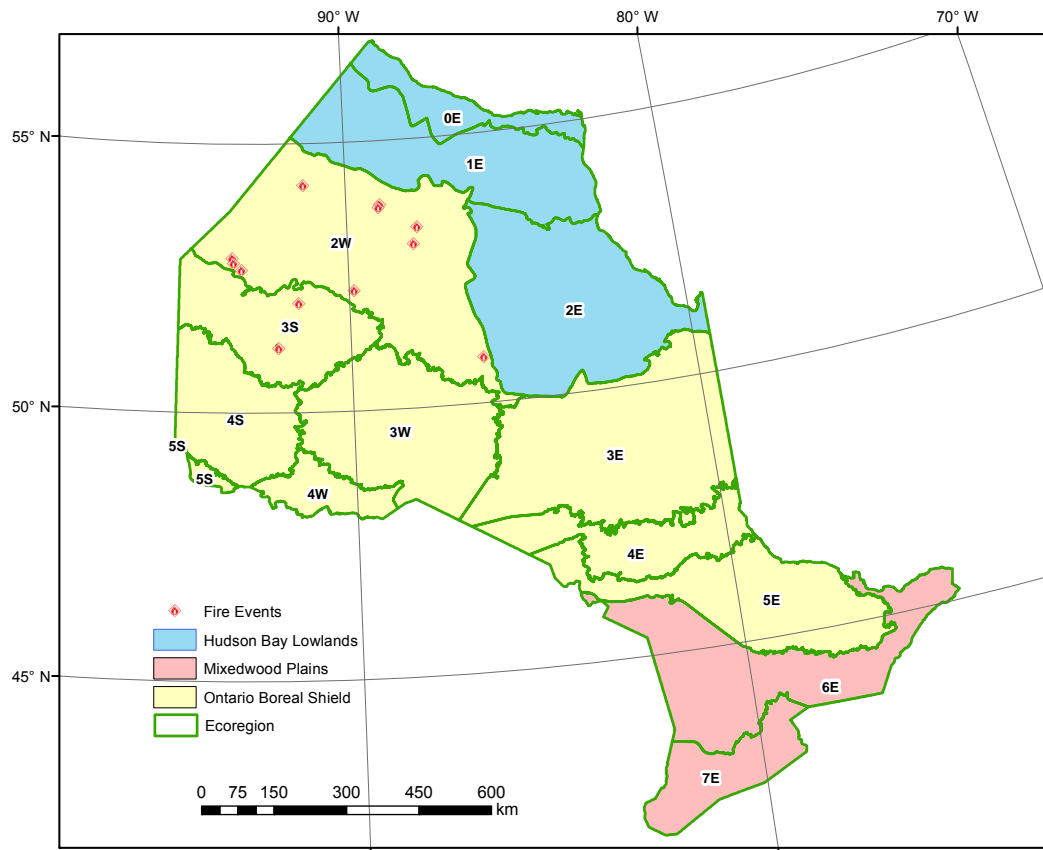 90° W
80° W
70° W
55° N
50° N
45° N
0E
1E
2W
2E
3S
4S
3W
3E
5S
5S
4W
4E
5E
6E
7E
Fire Events
Hudson Bay Lowlands
Mixedwood Plains
Ontario Boreal Shield
Ecoregion
0 75 150 300 450 600
km